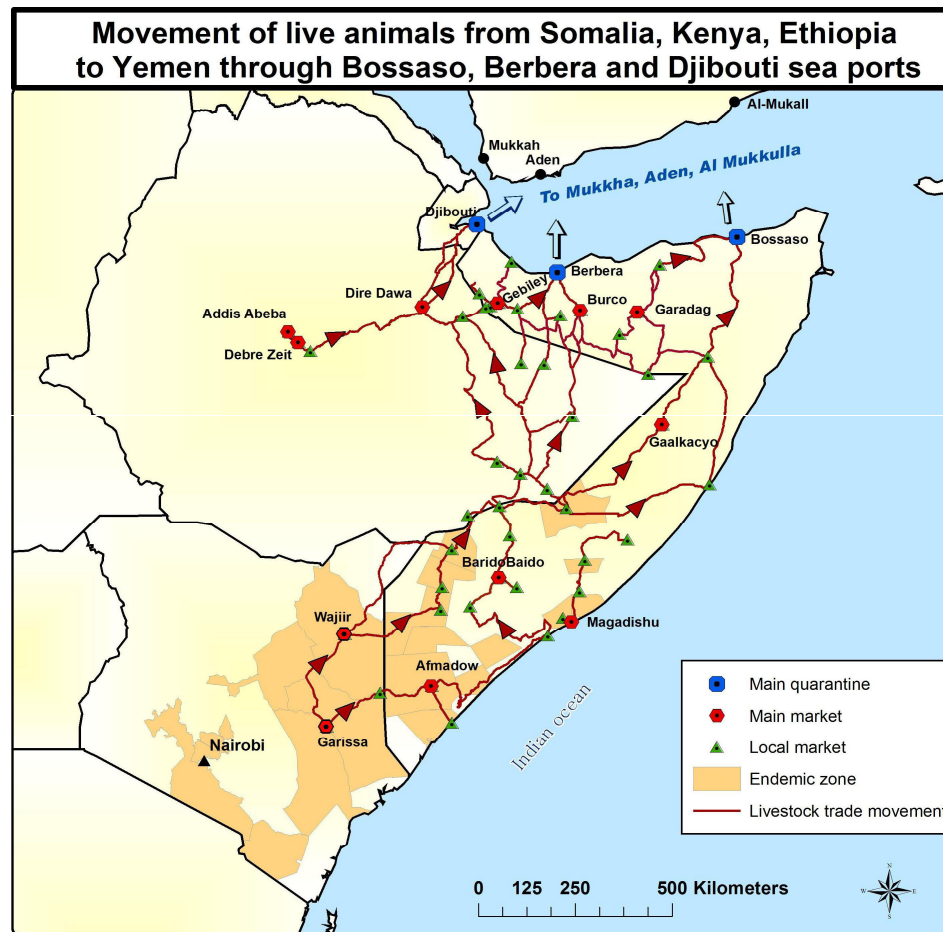 Movement of live animals from Somalia, Kenya, Ethiopia
to Yemen through Bossaso, Berbera and Djibouti sea ports
Al-Mukall
Mukkah
Aden
To Mukkha, Aden, Al Mukkulla
Djibouti
Bossaso
Berbera
Dire Dawa
Gebiley
Burco
Garadag
Addis Abeba
Debre Zeit
Gaalkacyo
BaridoBaido
Wajiir
Magadishu
Afmadow
Garissa
Nairobi
Indian ocean
Main quarantine
Main market
Local market
Endemic zone
Livestock trade movement
N
W
E
S
0 125 250 500 Kilometers